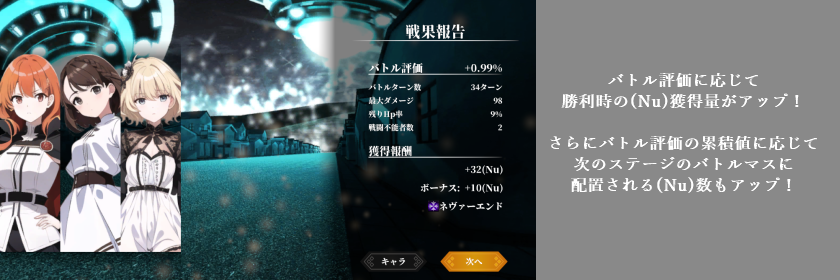 戦果報告
バトル評価 +0.99%
バトルターン数 34ターン
最大ダメージ 98
残りHp率 9%
戦闘不能者数 2
獲得報酬
+32(Nu)
ボーナス: +10(Nu)
ネヴァーエンド
キャラ 次へ
バトル評価に応じて
勝利時の(Nu)獲得量がアップ！
さらにバトル評価の累積値に応じて
次のステージのバトルマスに
配置される(Nu)数もアップ！